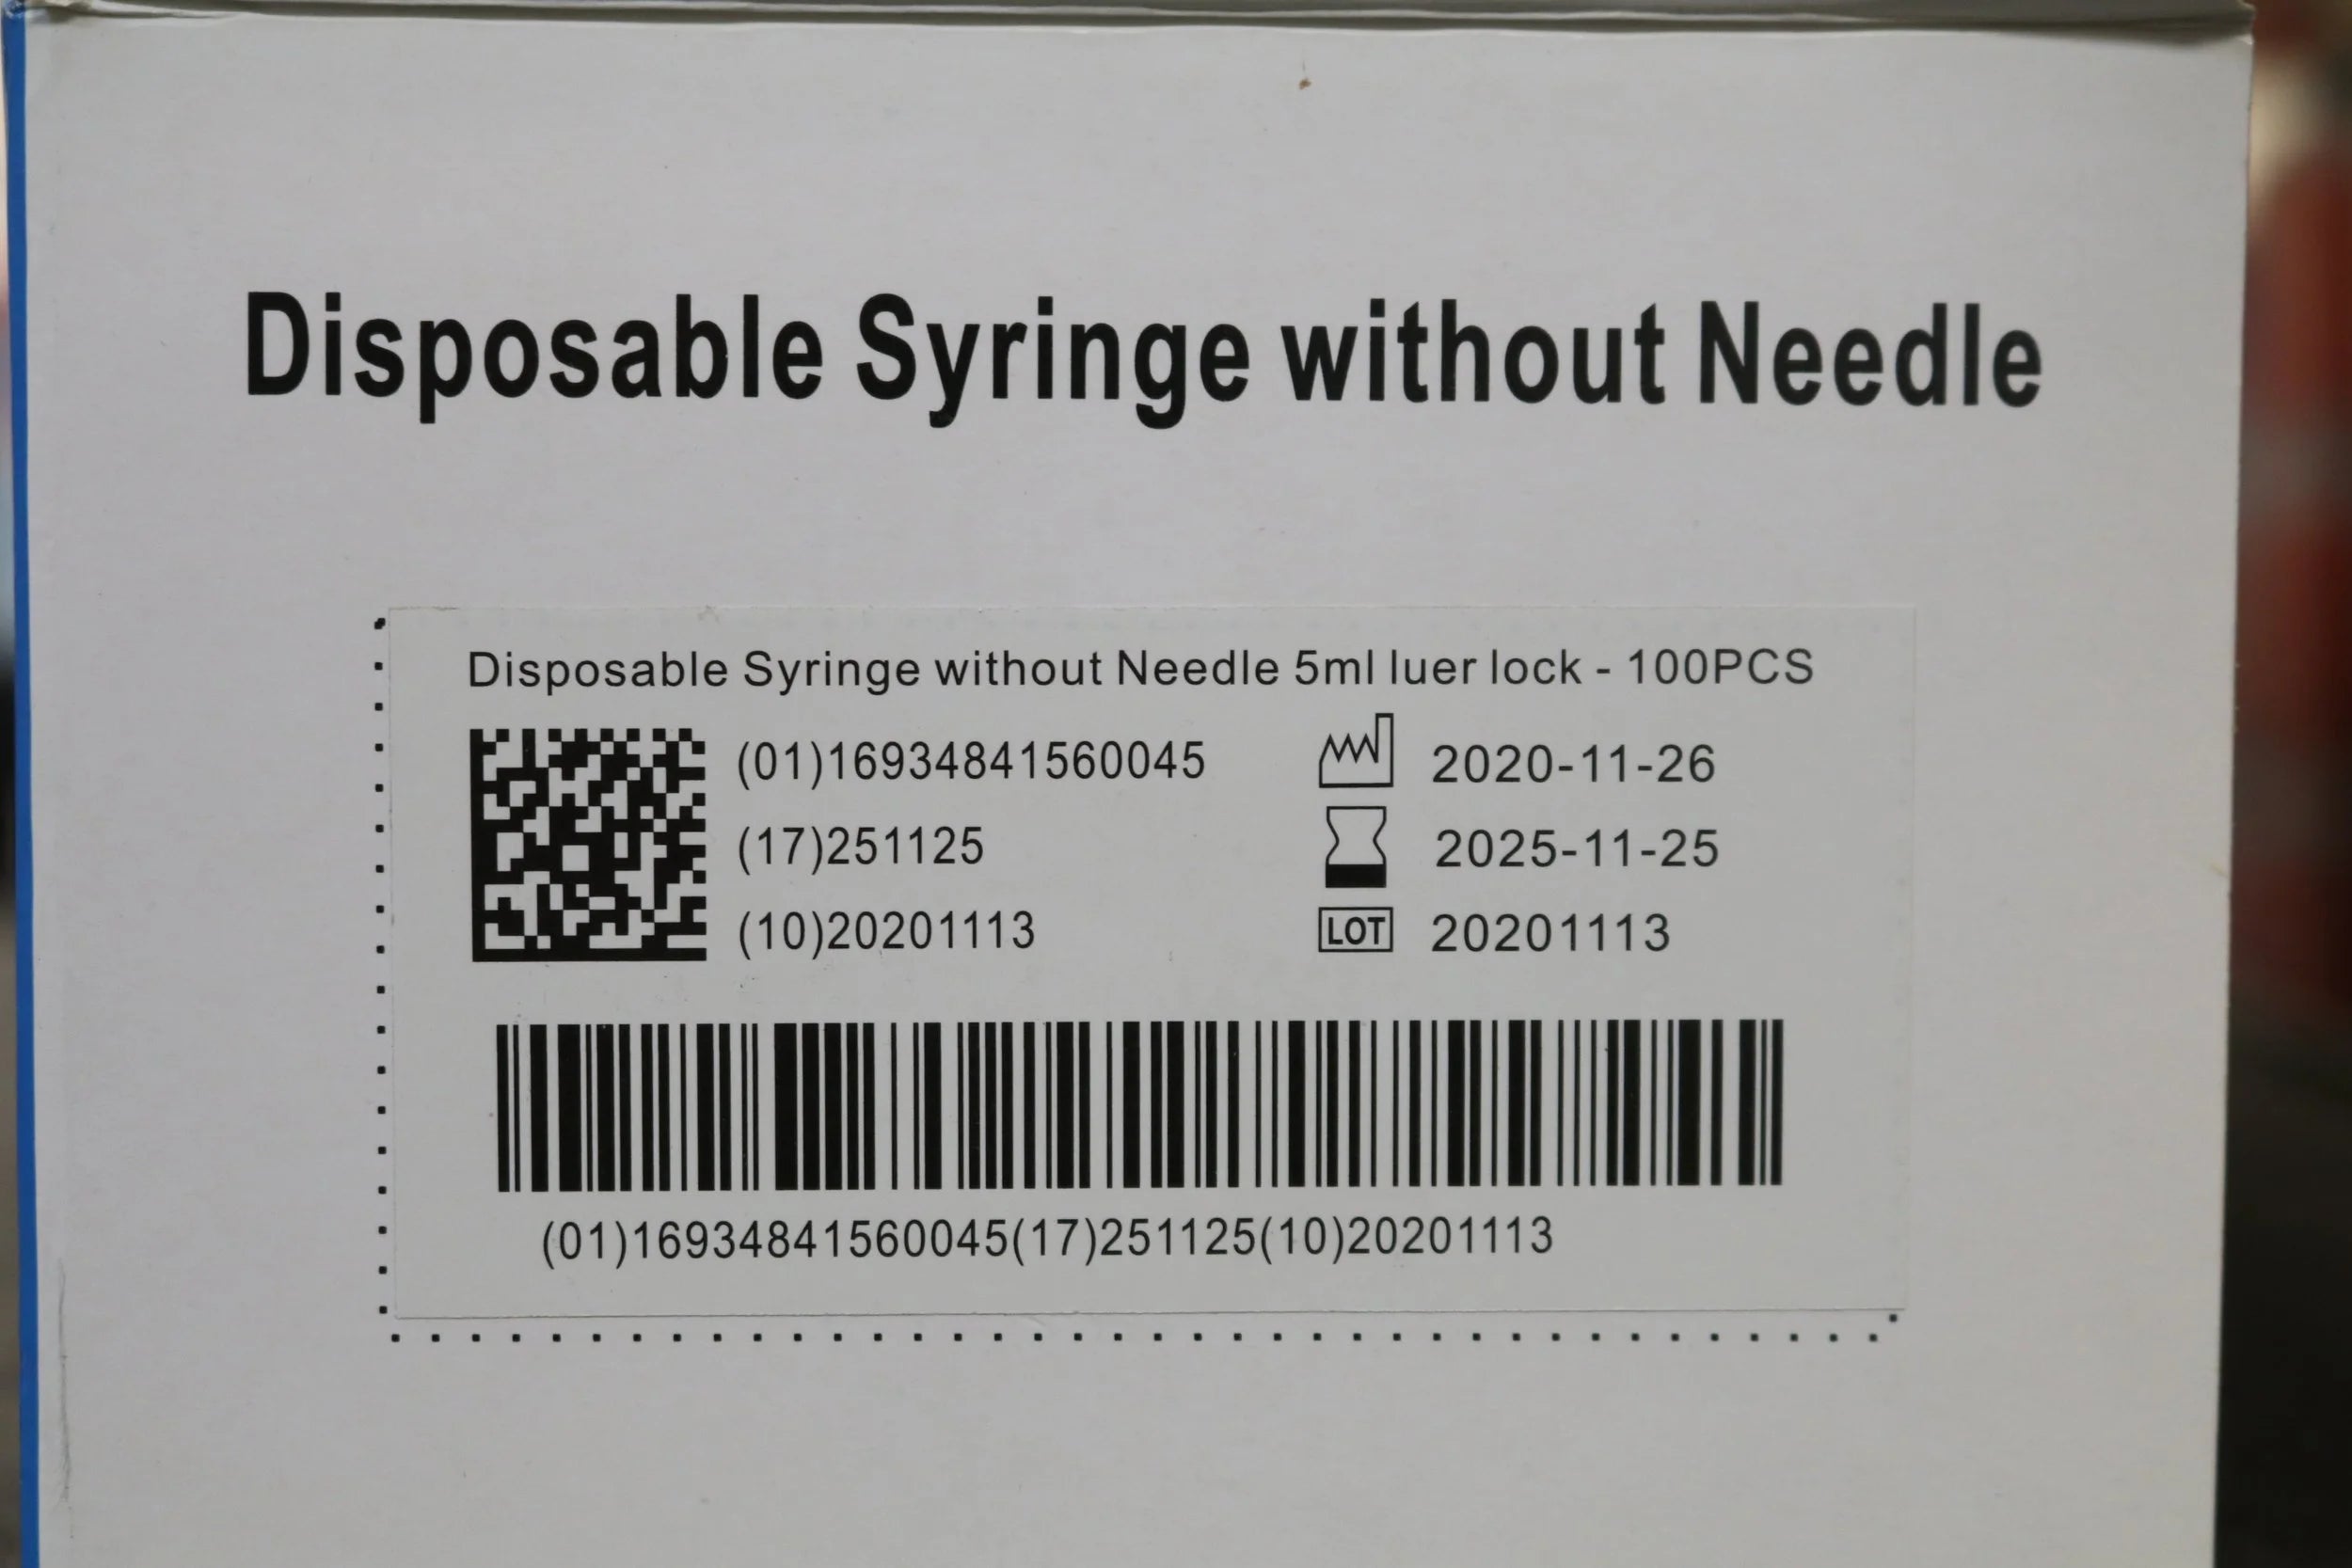 Disposable Syringe without Needle
Disposable Syringe without Needle 5ml luer lock - 100PCS
(01)16934841560045
2020-11-26
(17)251125
2025-11-25
(10)20201113
LOT 20201113
(01)16934841560045(17)251125(10)20201113